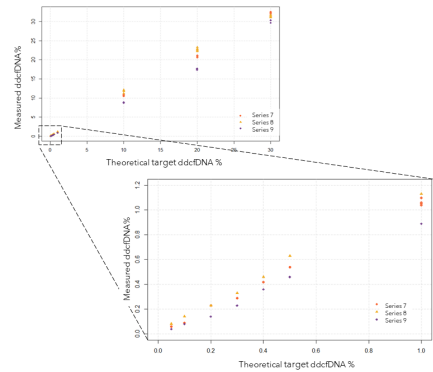 Measured ddcfDNA%
30
25
20
15
10
5
0
Series 7
Series 8
Series 9
0 5 10 15 20 25 30
Theoretical target ddcfDNA %
Measured ddcfDNA%
1.2
1.0
0.8
0.6
0.4
0.2
0.0
Series 7
Series 8
Series 9
0.0 0.2 0.4 0.6 0.8 1.0
Theoretical target ddcfDNA %